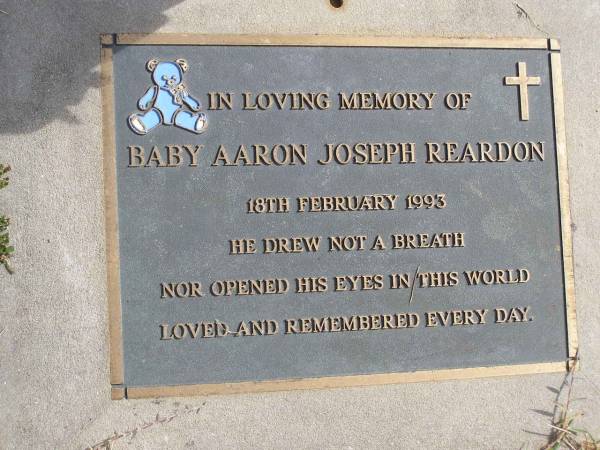 IN LOVING MEMORY OF
BABY AARON JOSEPH REARDON
18TH FEBRUARY 1993
HE DREW NOT A BREATH
NOR OPENED HIS EYES IN THIS WORLD
LOVED AND REMEMBERED EVERY DAY.